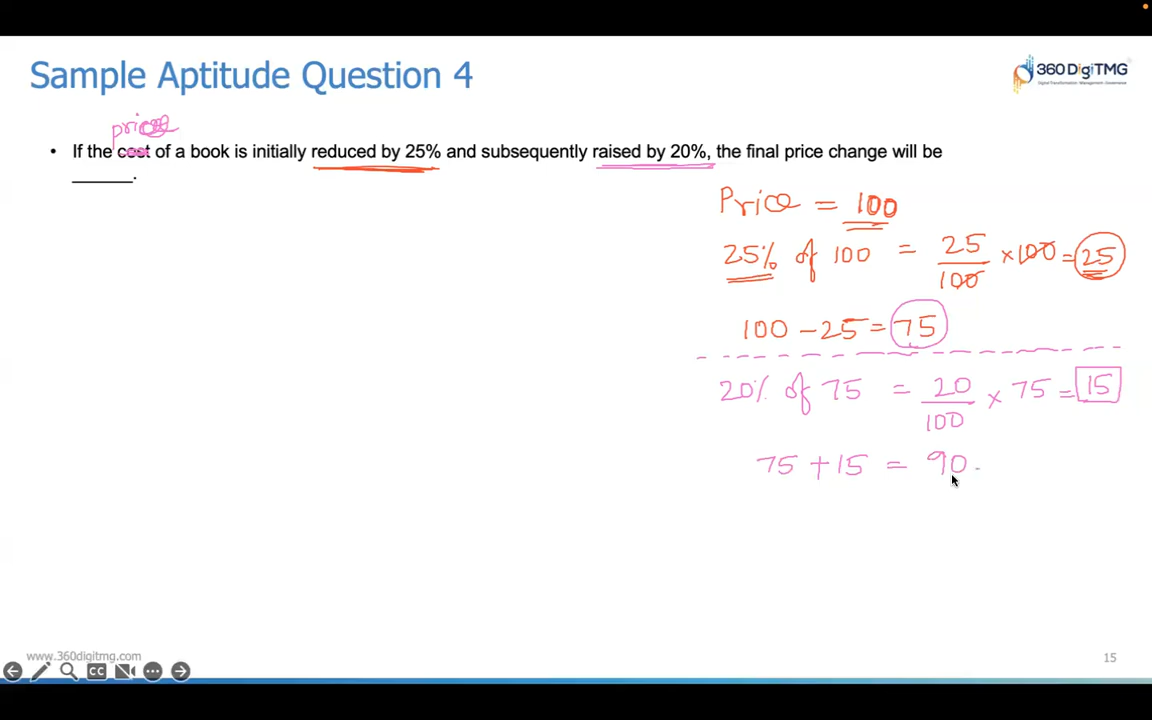 Sample Aptitude Question 4
360DigiTMG
price
• If the cost of a book is initially reduced by 25% and subsequently raised by 20%, the final price change will be
______.
Price = 100
25% of 100 = 25/100 × 100 = 25
100 - 25 = 75
20% of 75 = 20/100 × 75 = 15
75 + 15 = 90
www.360digitmg.com
15